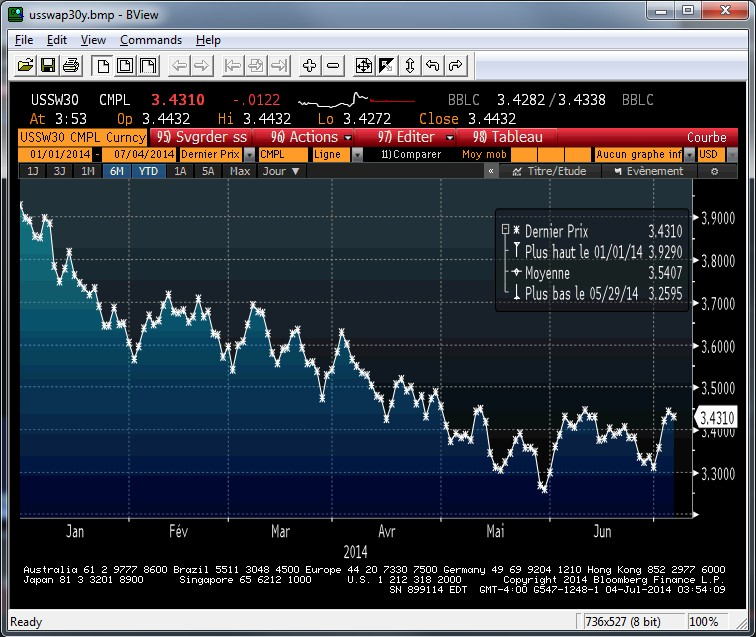 usswap30y.bmp - BView
File Edit View Commands Help
USSW30 CMPL 3.4310 -.0122 BBLC 3.4282/3.4338 BBLC
At 3:53 Op 3.4432 Hi 3.4432 Lo 3.4272 Close 3.4432
USSW30 CMPL Curncy 95) Svgrder ss 96) Actions 97) Editer 98) Tableau Courbe
01/01/2014 - 07/04/2014 Dernier Prix CMPL Ligne 11)Comparer Moy mob Aucun graphe inf USD
1J 3J 1M 6M YTD 1A 5A Max Jour ▼ « Titre/Etude Evènement
Dernier Prix 3.4310
Plus haut le 01/01/14 3.9290
Moyenne 3.5407
Plus bas le 05/29/14 3.2595
3.9000
3.8000
3.7000
3.6000
3.5000
3.4310
3.4000
3.3000
Jan Fév Mar Avr Mai Jun
2014
Australia 61 2 9777 8600 Brazil 5511 3048 4500 Europe 44 20 7330 7500 Germany 49 69 9204 1210 Hong Kong 852 2977 6000
Japan 81 3 3201 8900 Singapore 65 6212 1000 U.S. 1 212 318 2000 Copyright 2014 Bloomberg Finance L.P.
SN 899114 EDT GMT-4:00 G547-1248-1 04-Jul-2014 03:54:09
Ready 736x527 (8 bit) 100%